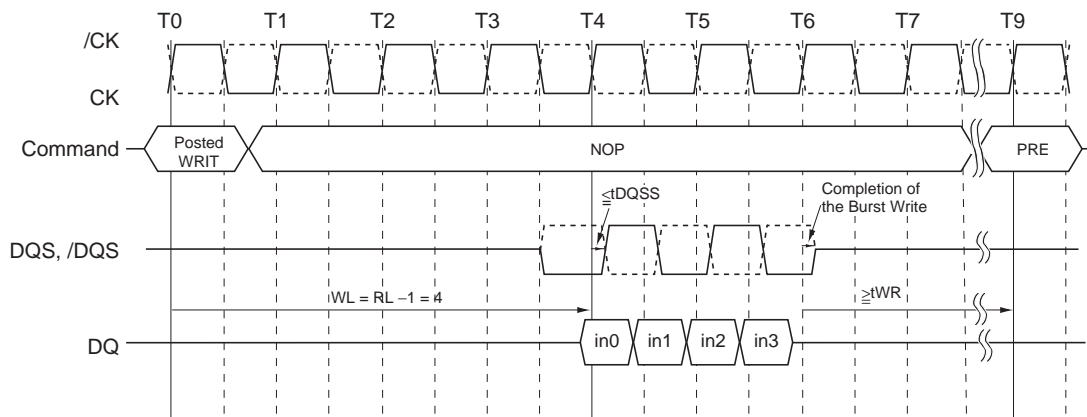 T0 T1 T2 T3 T4 T5 T6 T7 T9
/CK
CK
Command
Posted
WRIT
NOP
PRE
≦tDQSS
Completion of
the Burst Write
DQS, /DQS
WL = RL −1 = 4
≧tWR
DQ
in0 in1 in2 in3